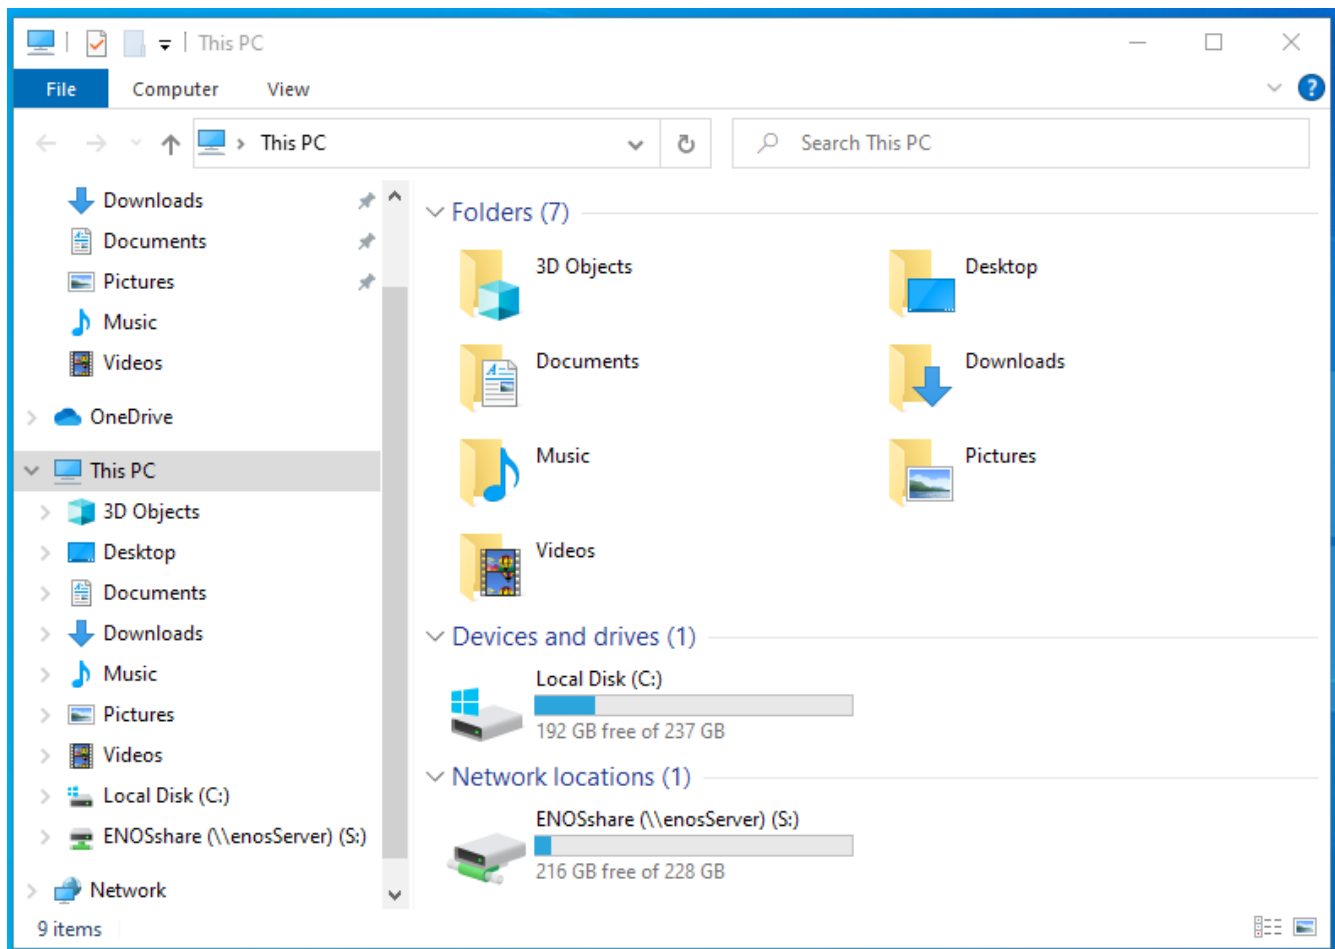 This PC
File Computer View
This PC
Search This PC
Downloads
Documents
Pictures
Music
Videos
OneDrive
This PC
3D Objects
Desktop
Documents
Downloads
Music
Pictures
Videos
Local Disk (C:)
ENOSshare (\\enosServer) (S:)
Network
Folders (7)
3D Objects
Desktop
Documents
Downloads
Music
Pictures
Videos
Devices and drives (1)
Local Disk (C:)
192 GB free of 237 GB
Network locations (1)
ENOSshare (\\enosServer) (S:)
216 GB free of 228 GB
9 items